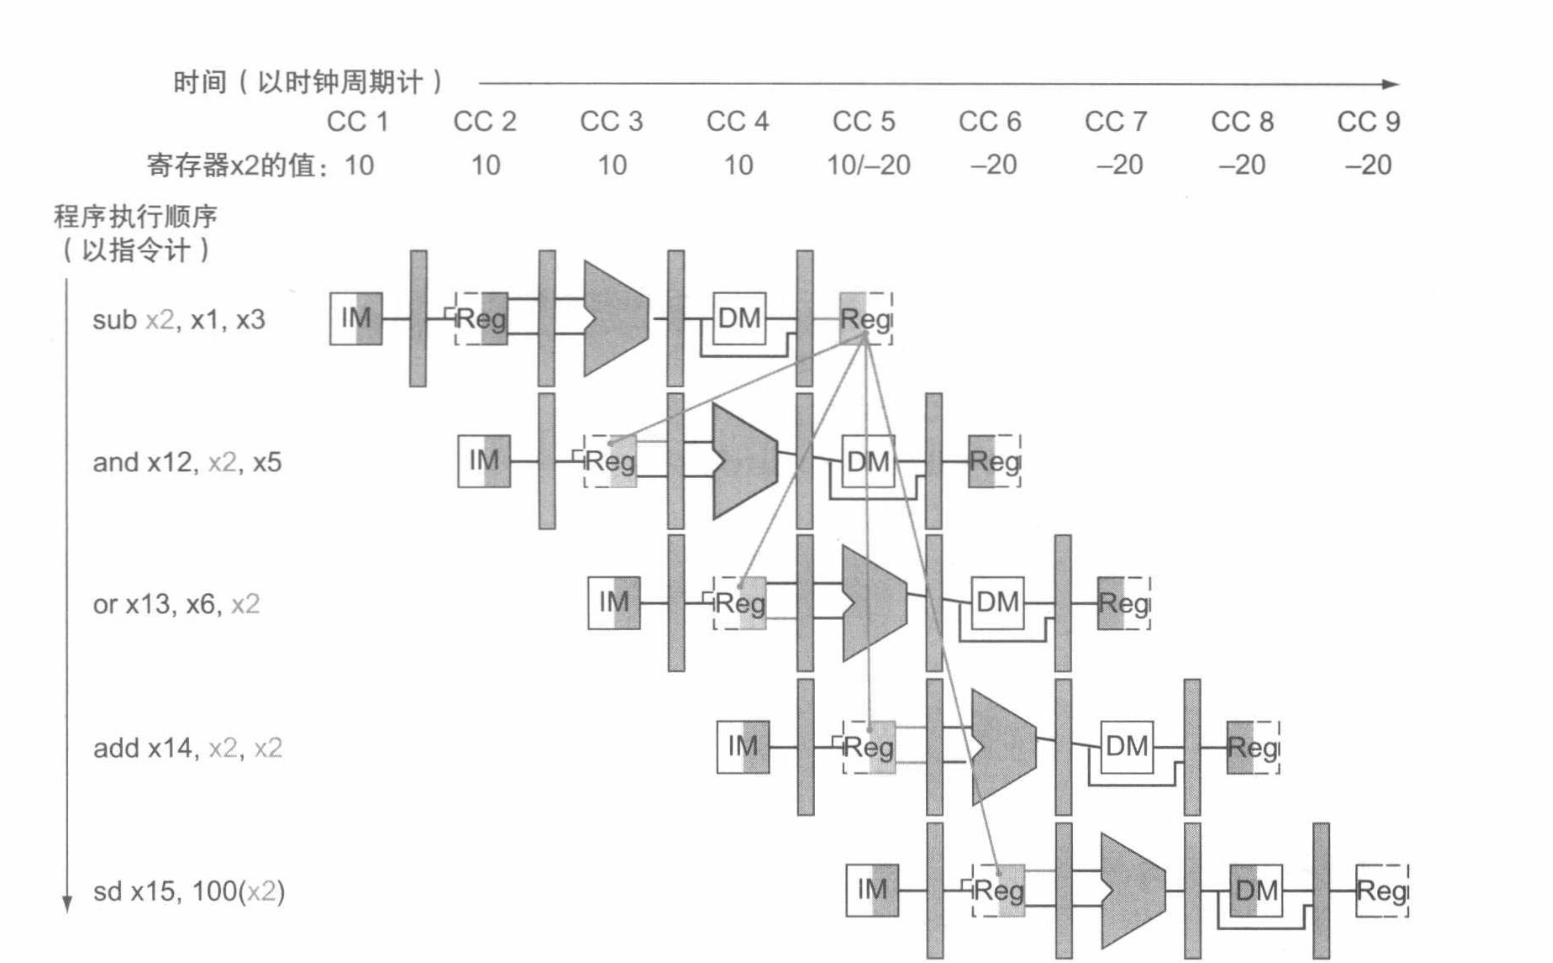 时间（以时钟周期计）
CC 1 CC 2 CC 3 CC 4 CC 5 CC 6 CC 7 CC 8 CC 9
寄存器x2的值：10 10 10 10 10/–20 –20 –20 –20 –20
程序执行顺序
（以指令计）
sub x2, x1, x3 IM Reg DM Reg
and x12, x2, x5 IM Reg DM Reg
or x13, x6, x2 IM Reg DM Reg
add x14, x2, x2 IM Reg DM Reg
sd x15, 100(x2) IM Reg DM Reg